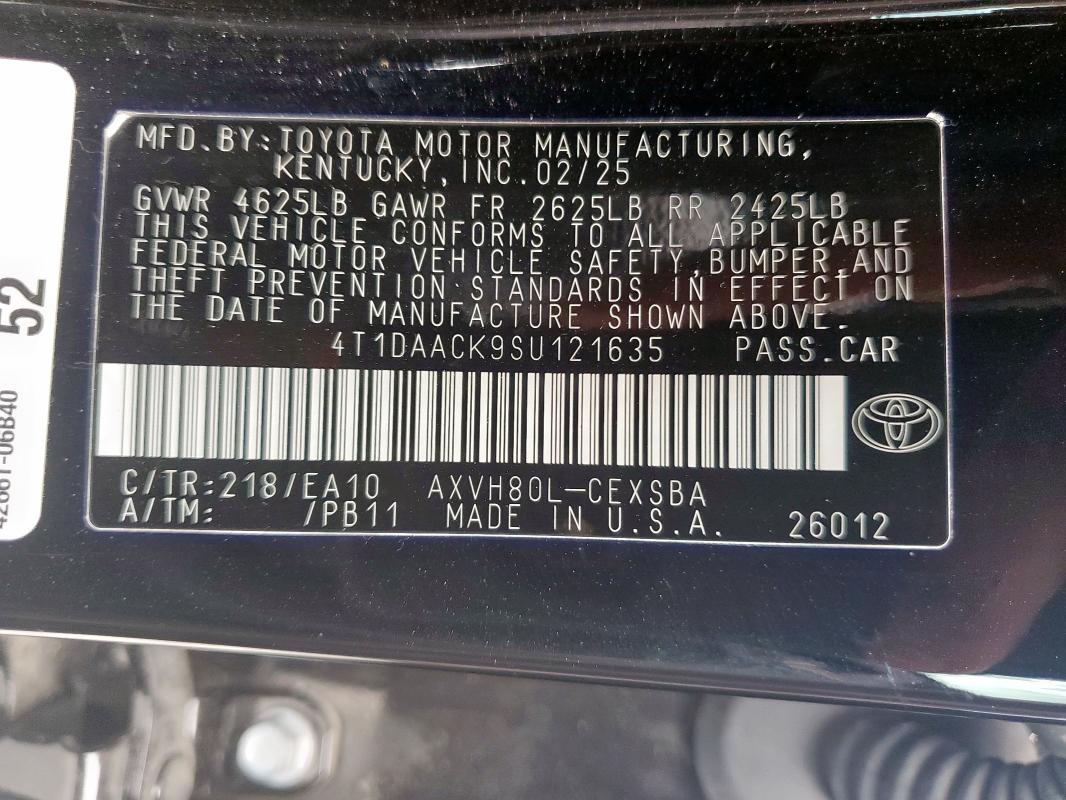 MFD.BY:TOYOTA MOTOR MANUFACTURING,
KENTUCKY,INC.02/25
GVWR 4625LB GAWR FR 2625LB RR 2425LB
THIS VEHICLE CONFORMS TO ALL APPLICABLE
FEDERAL MOTOR VEHICLE SAFETY,BUMPER,AND
THEFT PREVENTION STANDARDS IN EFFECT ON
THE DATE OF MANUFACTURE SHOWN ABOVE.
4T1DAACK9SU121635 PASS.CAR
C/TR:218/EA10 AXVH80L-CEXSBA
A/TM: /PB11 MADE IN U.S.A. 26012
52